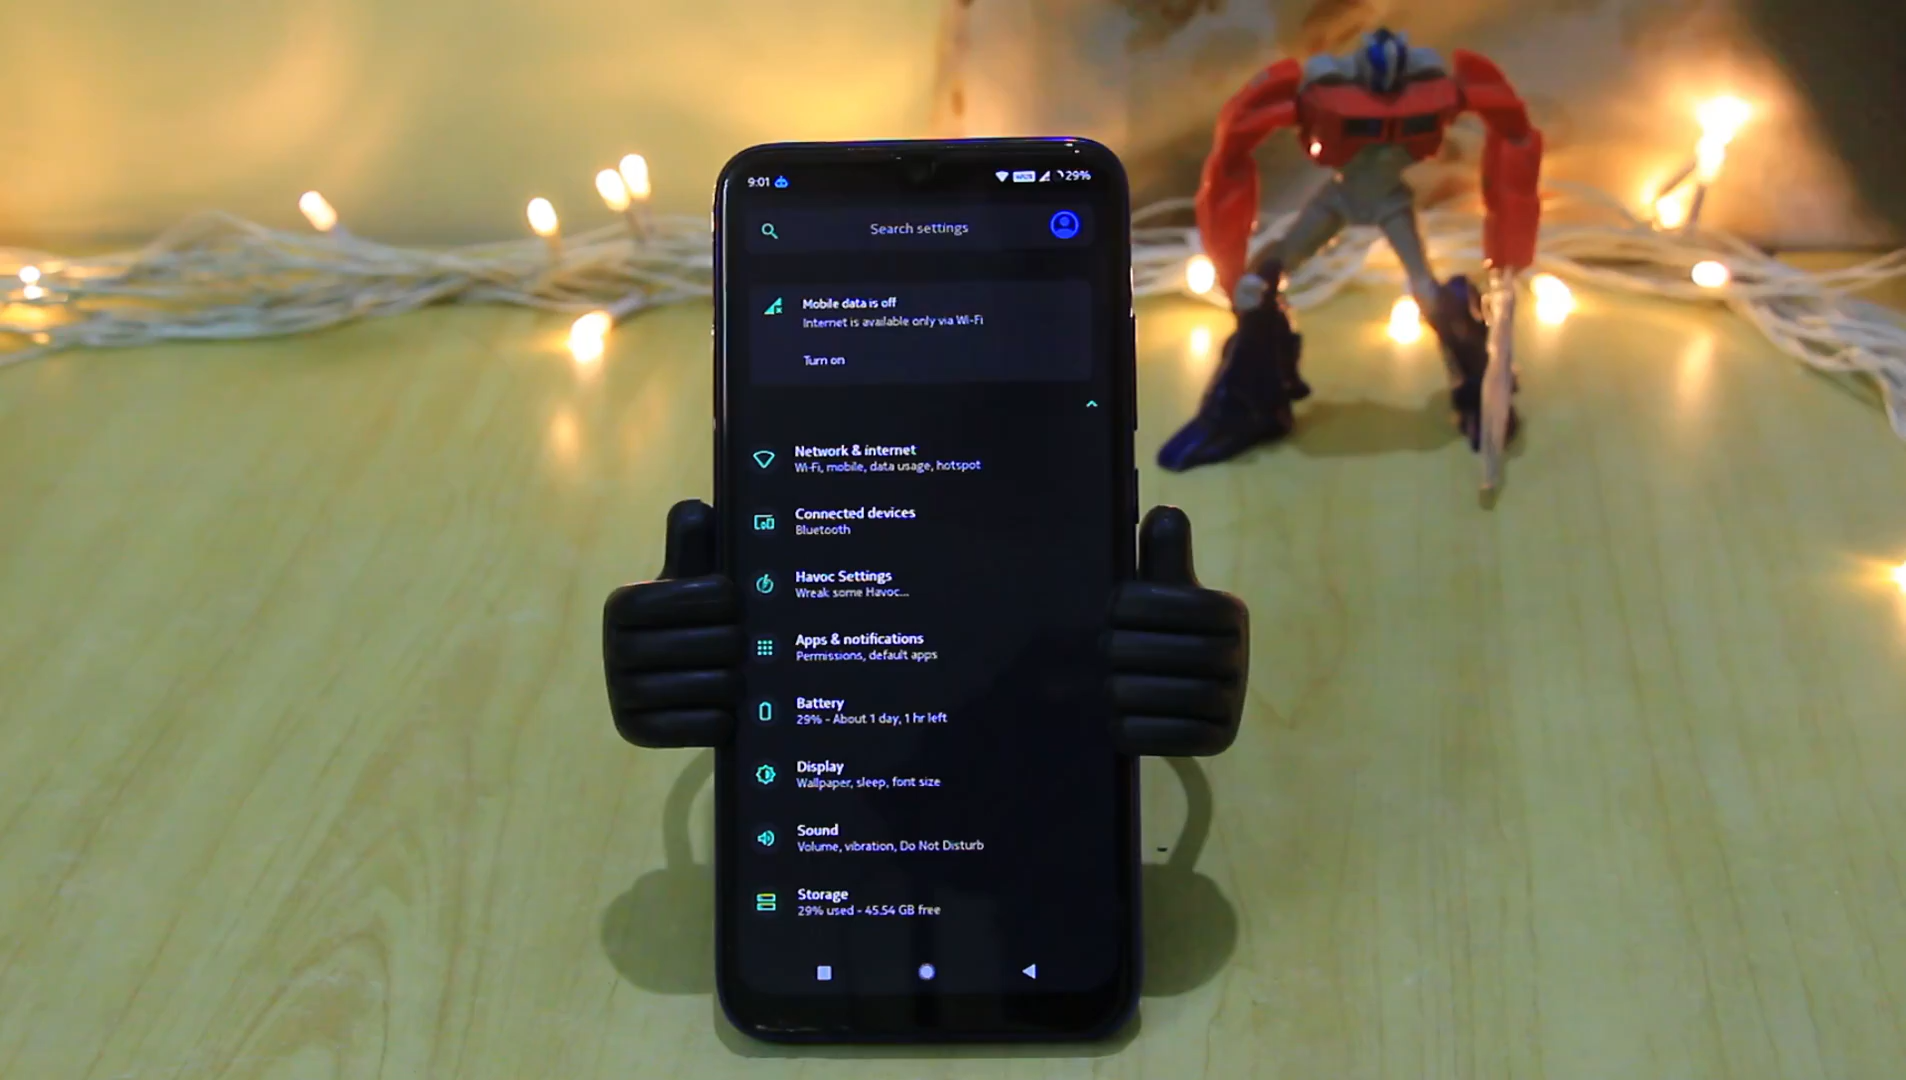 9:01
29%
Search settings
Mobile data is off
Internet is available only via Wi-Fi
Turn on
Network & internet
Wi-Fi, mobile, data usage, hotspot
Connected devices
Bluetooth
Havoc Settings
Wreak some Havoc...
Apps & notifications
Permissions, default apps
Battery
29% - About 1 day, 1 hr left
Display
Wallpaper, sleep, font size
Sound
Volume, vibration, Do Not Disturb
Storage
29% used - 45.54 GB free